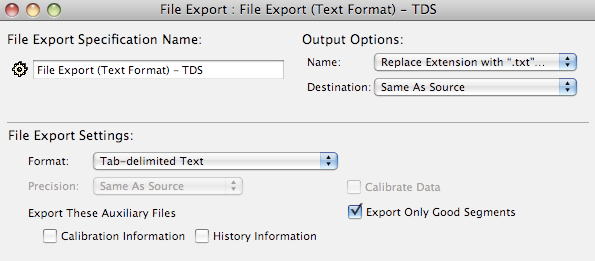 File Export : File Export (Text Format) – TDS
File Export Specification Name:
File Export (Text Format) – TDS
Output Options:
Name: Replace Extension with “.txt”...
Destination: Same As Source
File Export Settings:
Format: Tab-delimited Text
Precision: Same As Source
Calibrate Data
Export These Auxiliary Files
Export Only Good Segments
Calibration Information History Information